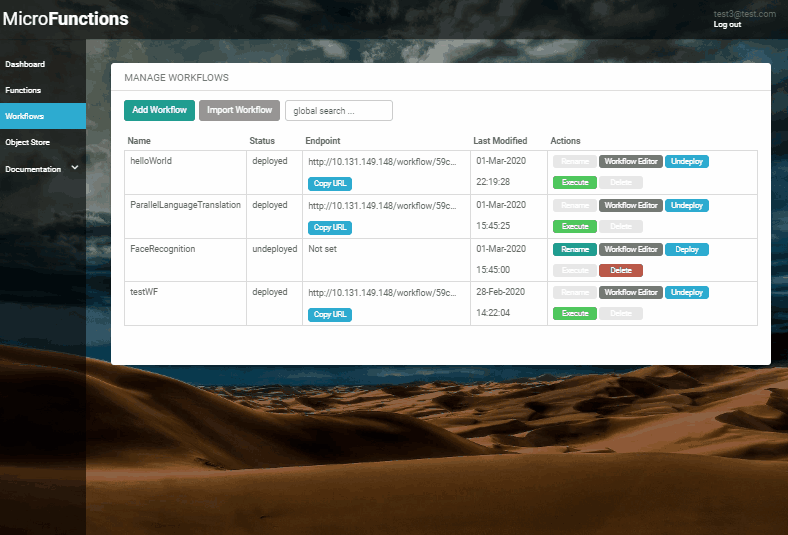 MicroFunctions
test3@test.com
Log out
Dashboard
Functions
Workflows
Object Store
Documentation
MANAGE WORKFLOWS
Add Workflow Import Workflow global search ...
Name Status Endpoint Last Modified Actions
helloWorld deployed http://10.131.149.148/workflow/59c... 01-Mar-2020 Rename Workflow Editor Undeploy
Copy URL 22:19:28 Execute Delete
ParallelLanguageTranslation deployed http://10.131.149.148/workflow/59c... 01-Mar-2020 Rename Workflow Editor Undeploy
Copy URL 15:45:25 Execute Delete
FaceRecognition undeployed Not set 01-Mar-2020 Rename Workflow Editor Deploy
15:45:00 Execute Delete
testWF deployed http://10.131.149.148/workflow/59c... 28-Feb-2020 Rename Workflow Editor Undeploy
Copy URL 14:22:04 Execute Delete